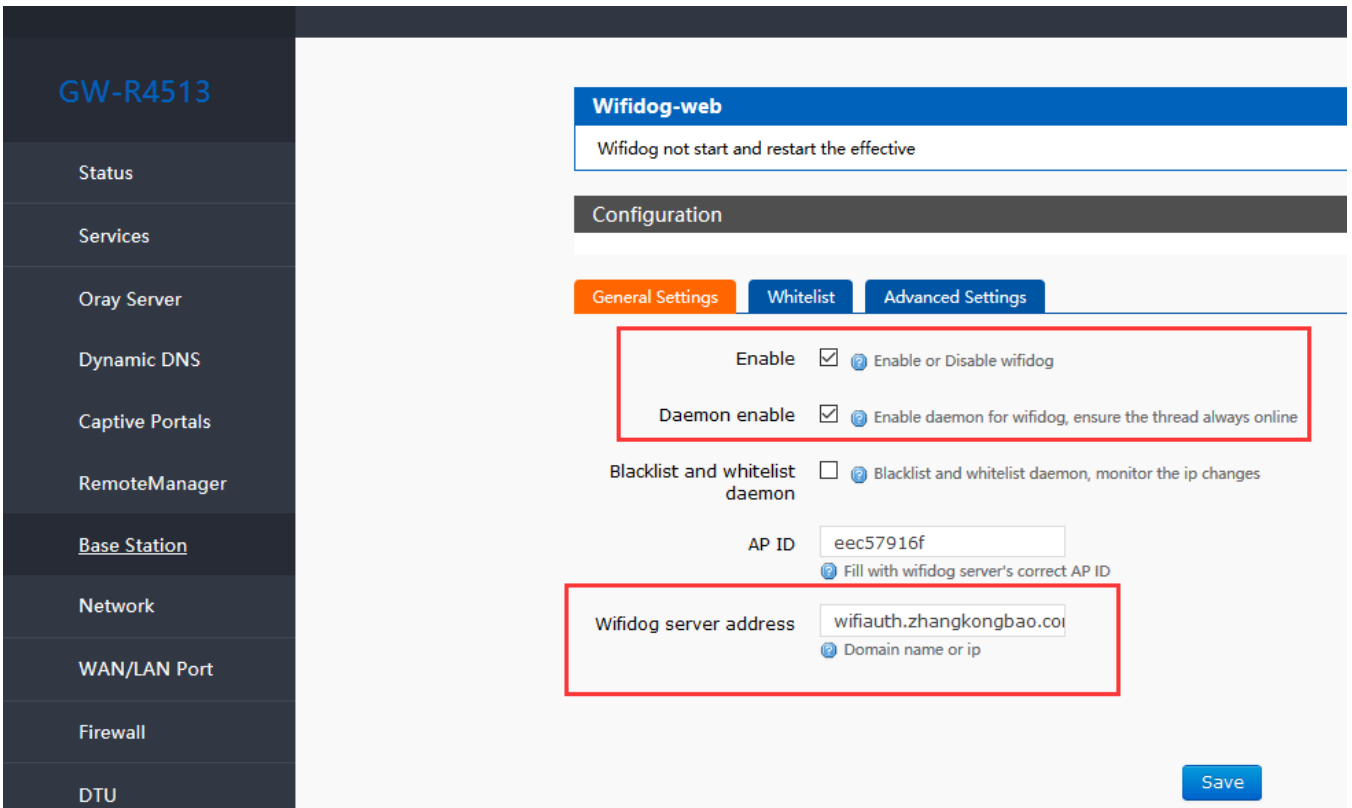 GW-R4513
Status
Services
Oray Server
Dynamic DNS
Captive Portals
RemoteManager
Base Station
Network
WAN/LAN Port
Firewall
DTU
Wifidog-web
Wifidog not start and restart the effective
Configuration
General Settings
Whitelist
Advanced Settings
Enable
Enable or Disable wifidog
Daemon enable
Enable daemon for wifidog, ensure the thread always online
Blacklist and whitelist
daemon
Blacklist and whitelist daemon, monitor the ip changes
AP ID
eec57916f
Fill with wifidog server's correct AP ID
Wifidog server address
wifiauth.zhangkongbao.co
Domain name or ip
Save